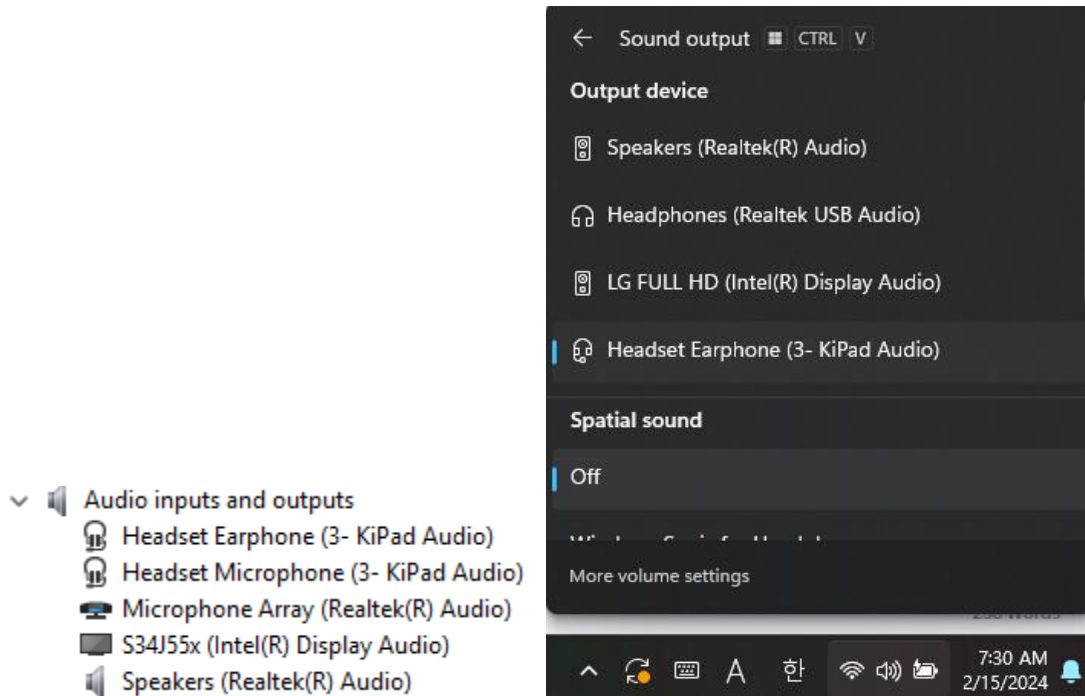 Audio inputs and outputs
Headset Earphone (3- KiPad Audio)
Headset Microphone (3- KiPad Audio)
Microphone Array (Realtek(R) Audio)
S34J55x (Intel(R) Display Audio)
Speakers (Realtek(R) Audio)
Sound output CTRL V
Output device
Speakers (Realtek(R) Audio)
Headphones (Realtek USB Audio)
LG FULL HD (Intel(R) Display Audio)
Headset Earphone (3- KiPad Audio)
Spatial sound
Off
More volume settings
A 한 7:30 AM
2/15/2024